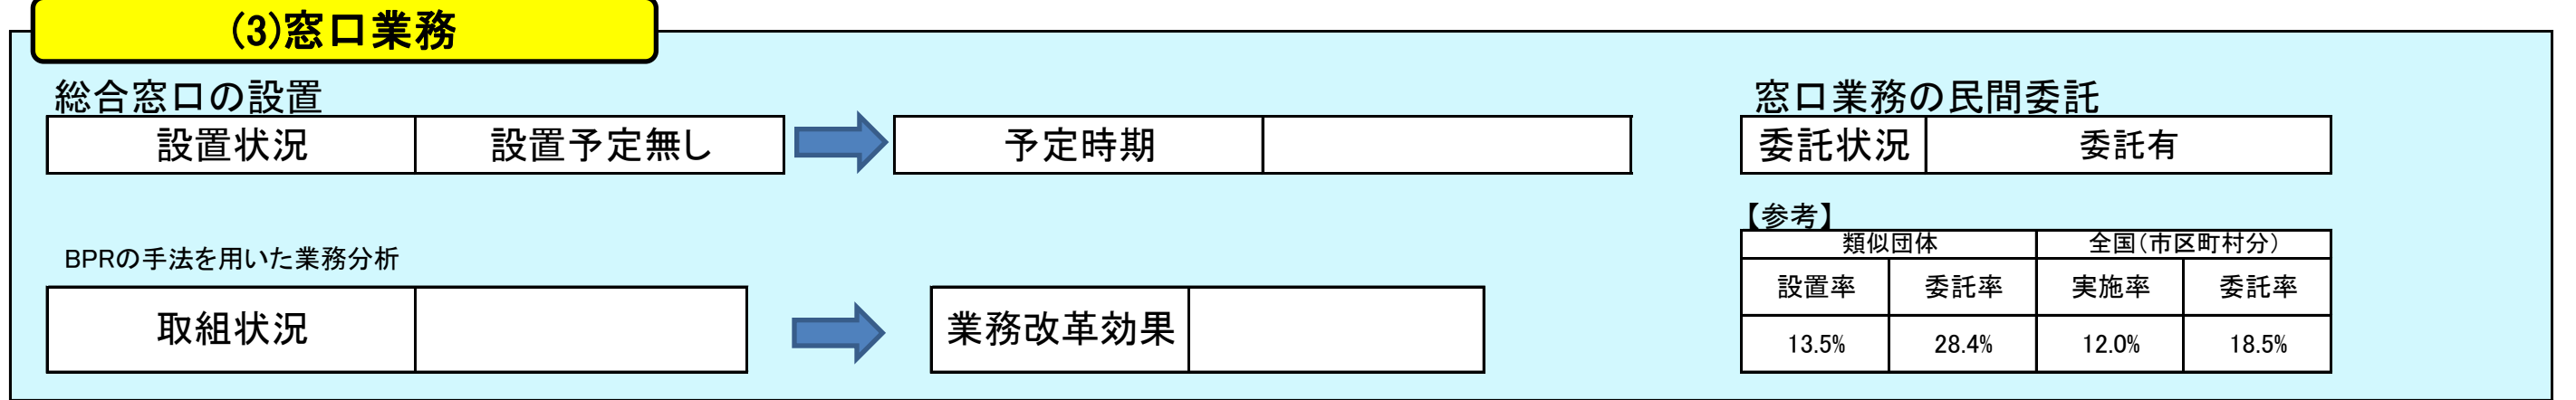 (3)窓口業務
総合窓口の設置
設置状況 設置予定無し 予定時期
窓口業務の民間委託
委託状況 委託有
BPRの手法を用いた業務分析
取組状況 業務改革効果
【参考】
類似団体 全国(市区町村分)
設置率 委託率 実施率 委託率
13.5% 28.4% 12.0% 18.5%